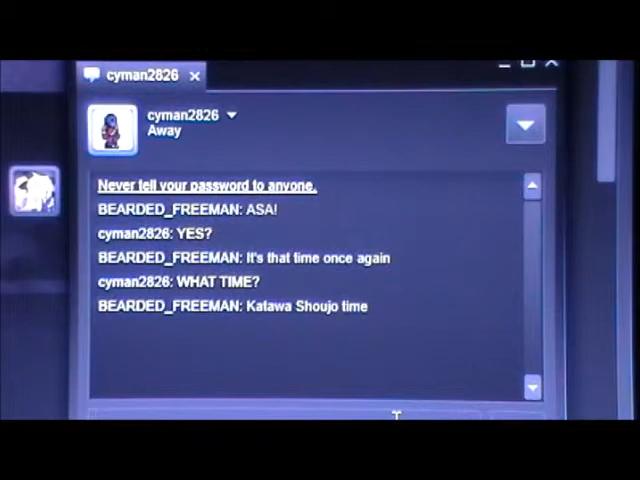 cyman2826
cyman2826
Away
Never tell your password to anyone.
BEARDED_FREEMAN: ASA!
cyman2826: YES?
BEARDED_FREEMAN: It's that time once again
cyman2826: WHAT TIME?
BEARDED_FREEMAN: Katawa Shoujo time